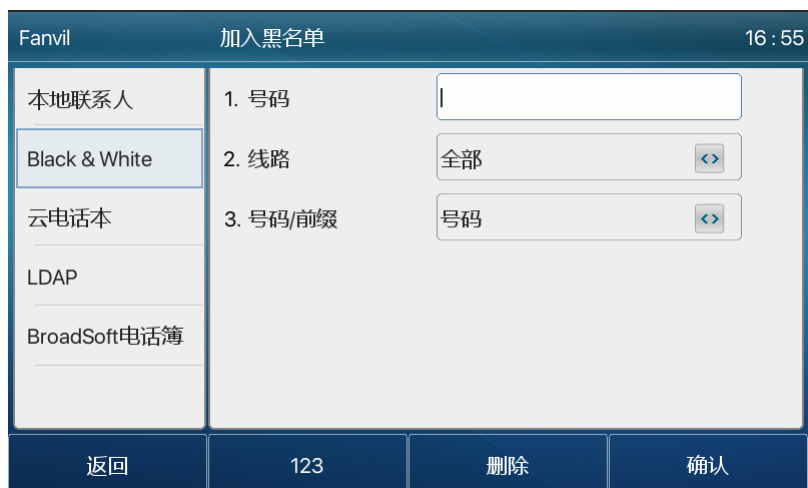 Fanvil 加入黑名单 16:55
本地联系人
Black & White
云电话本
LDAP
BroadSoft电话簿
1. 号码
2. 线路 全部
3. 号码/前缀 号码
返回 123 删除 确认